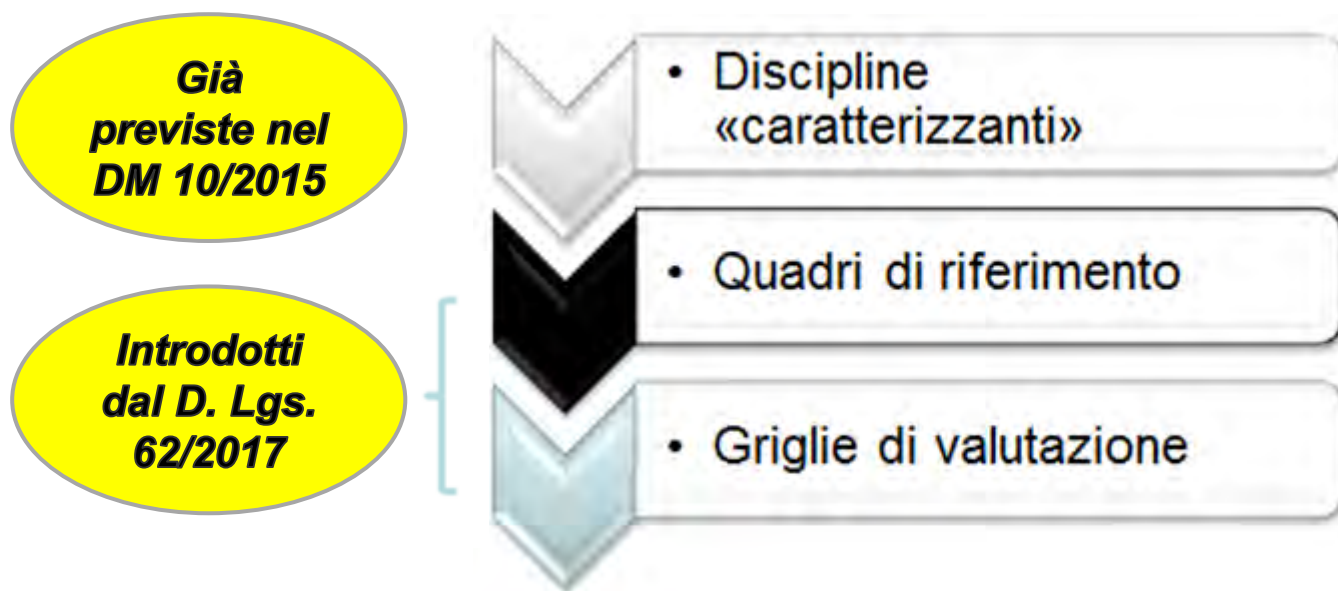 Già
previste nel
DM 10/2015
• Discipline
«caratterizzanti»
• Quadri di riferimento
Introdotti
dal D. Lgs.
62/2017
• Griglie di valutazione